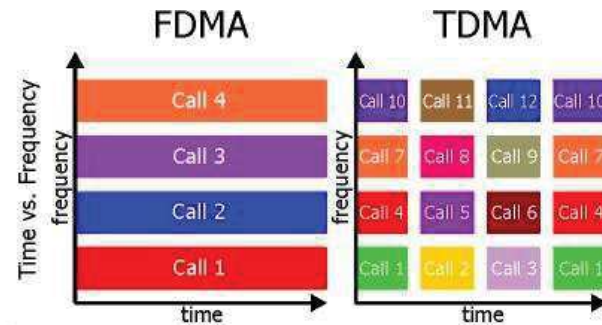 FDMA
TDMA
Time vs. Frequency
frequency
Call 4
Call 3
Call 2
Call 1
time
frequency
Call 10 Call 11 Call 12 Call 10
Call 7 Call 8 Call 9 Call 7
Call 4 Call 5 Call 6 Call 4
Call 1 Call 2 Call 3 Call 1
time